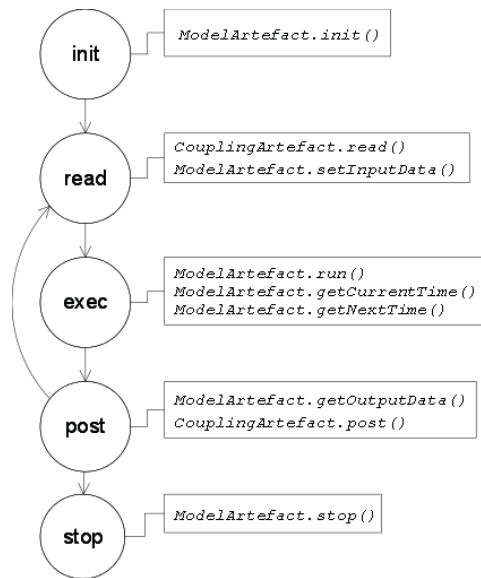 init
ModelArtefact.init()
read
CouplingArtefact.read()
ModelArtefact.setInputData()
exec
ModelArtefact.run()
ModelArtefact.getCurrentTime()
ModelArtefact.getNextTime()
post
ModelArtefact.getOutputData()
CouplingArtefact.post()
stop
ModelArtefact.stop()